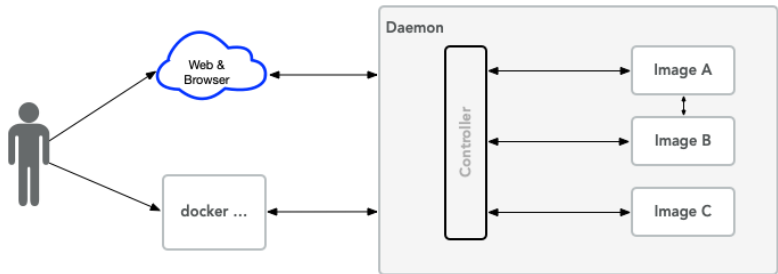 Daemon
Web &
Browser
docker ...
Controller
Image A
Image B
Image C